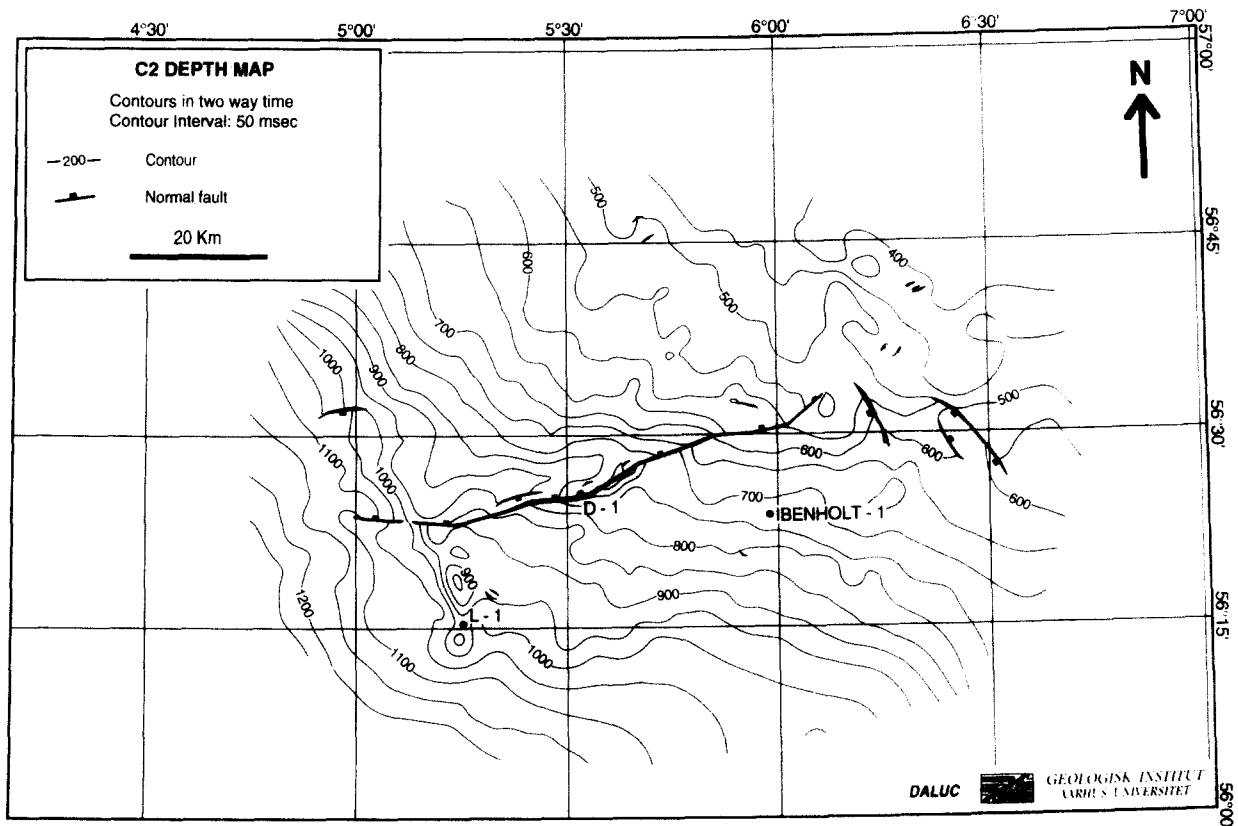 4°30' 5°00' 5°30' 6°00' 6°30' 7°00'
57°00'
C2 DEPTH MAP
Contours in two way time
Contour Interval: 50 msec
—200— Contour
Normal fault
20 Km
N
56°45'
500
400
600
500
700
800
1000
900
500
56°30'
600
600
1100
1000
600
700
D - 1
IBENHOLT - 1
800
900
900
1200
L - 1
56°15'
1000
1100
DALUC
GEOLOGISK INSTITUT
AARHUS UNIVERSITET
56°00'